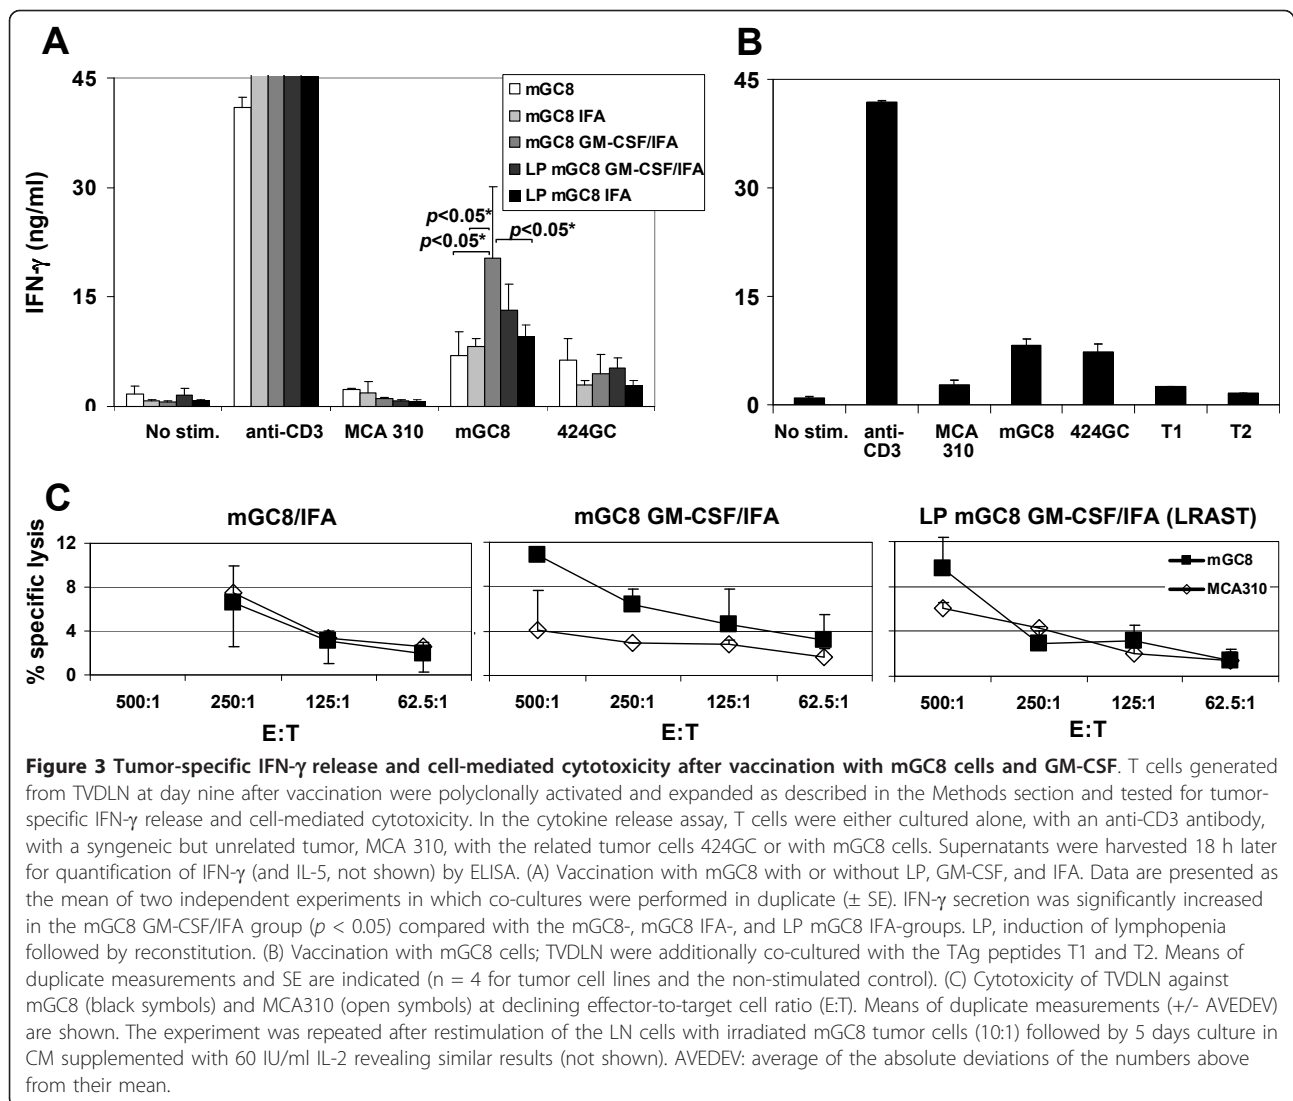 A
B
45
30
15
0
IFN-γ (ng/ml)
mGC8
mGC8 IFA
mGC8 GM-CSF/IFA
LP mGC8 GM-CSF/IFA
LP mGC8 IFA
p<0.05*
p<0.05*
p<0.05*
No stim.
anti-CD3
MCA 310
mGC8
424GC
45
30
15
0
No stim.
anti-
CD3
MCA
310
mGC8
424GC
T1
T2
C
mGC8/IFA
mGC8 GM-CSF/IFA
LP mGC8 GM-CSF/IFA (LRAST)
% specific lysis
12
8
4
0
mGC8
MCA310
500:1
250:1
125:1
62.5:1
500:1
250:1
125:1
62.5:1
500:1
250:1
125:1
62.5:1
E:T
E:T
E:T
Figure 3 Tumor-specific IFN-γ release and cell-mediated cytotoxicity after vaccination with mGC8 cells and GM-CSF. T cells generated
from TVDLN at day nine after vaccination were polyclonally activated and expanded as described in the Methods section and tested for tumor-
specific IFN-γ release and cell-mediated cytotoxicity. In the cytokine release assay, T cells were either cultured alone, with an anti-CD3 antibody,
with a syngeneic but unrelated tumor, MCA 310, with the related tumor cells 424GC or with mGC8 cells. Supernatants were harvested 18 h later
for quantification of IFN-γ (and IL-5, not shown) by ELISA. (A) Vaccination with mGC8 with or without LP, GM-CSF, and IFA. Data are presented as
the mean of two independent experiments in which co-cultures were performed in duplicate (± SE). IFN-γ secretion was significantly increased
in the mGC8 GM-CSF/IFA group (p < 0.05) compared with the mGC8-, mGC8 IFA-, and LP mGC8 IFA-groups. LP, induction of lymphopenia
followed by reconstitution. (B) Vaccination with mGC8 cells; TVDLN were additionally co-cultured with the TAg peptides T1 and T2. Means of
duplicate measurements and SE are indicated (n = 4 for tumor cell lines and the non-stimulated control). (C) Cytotoxicity of TVDLN against
mGC8 (black symbols) and MCA310 (open symbols) at declining effector-to-target cell ratio (E:T). Means of duplicate measurements (+/- AVEDEV)
are shown. The experiment was repeated after restimulation of the LN cells with irradiated mGC8 tumor cells (10:1) followed by 5 days culture in
CM supplemented with 60 IU/ml IL-2 revealing similar results (not shown). AVEDEV: average of the absolute deviations of the numbers above
from their mean.